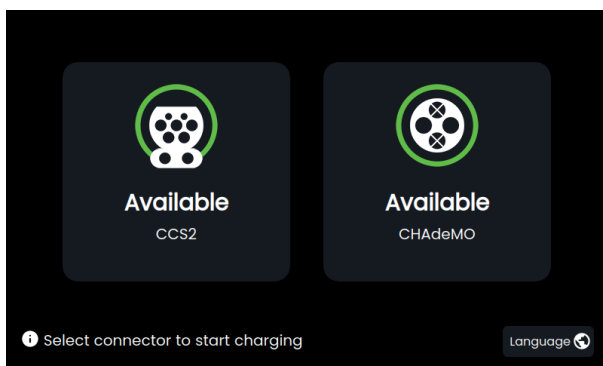 Available
CCS2
Available
CHAdeMO
Select connector to start charging
Language